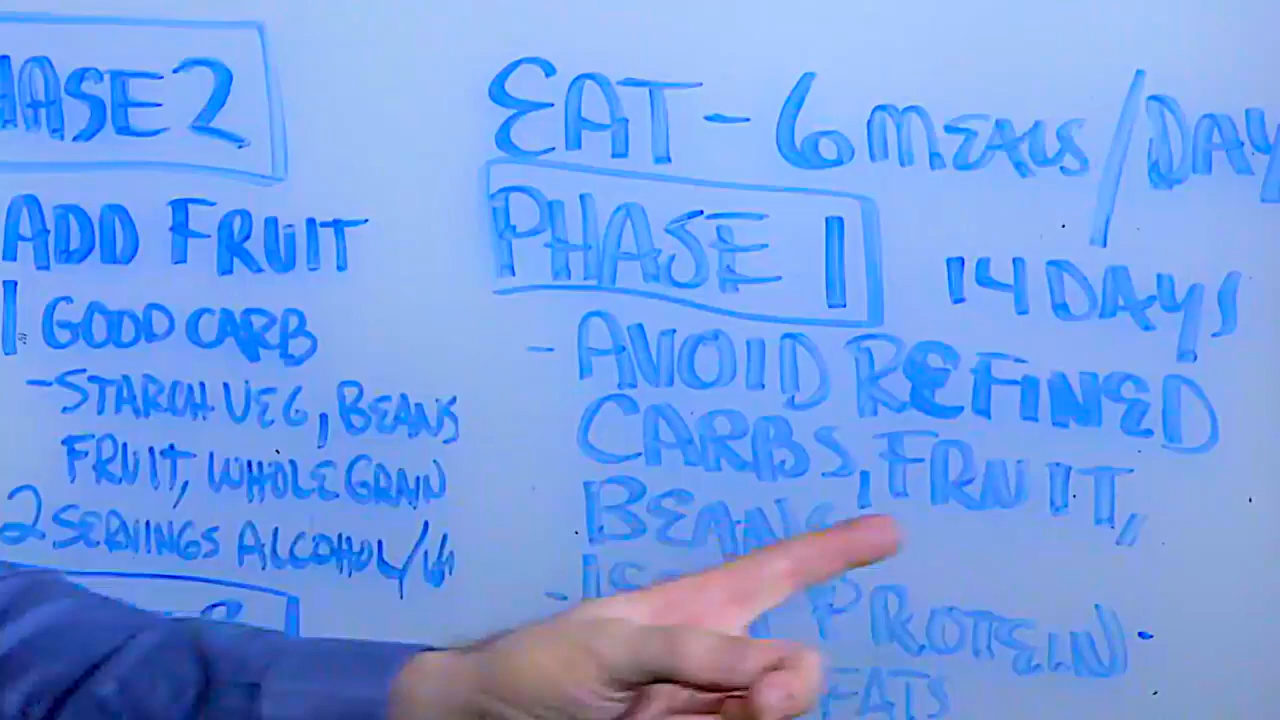 HASE 2
ADD FRUIT
1 GOOD CARB
- STARCH VEG, BEANS
FRUIT, WHOLE GRAIN
2 SERVINGS ALCOHOL/
EAT - 6 MEALS / DAY
PHASE 1 14 DAYS
- AVOID REFINED
CARBS, FRUIT,
BEANS
- PROTEIN
FATS